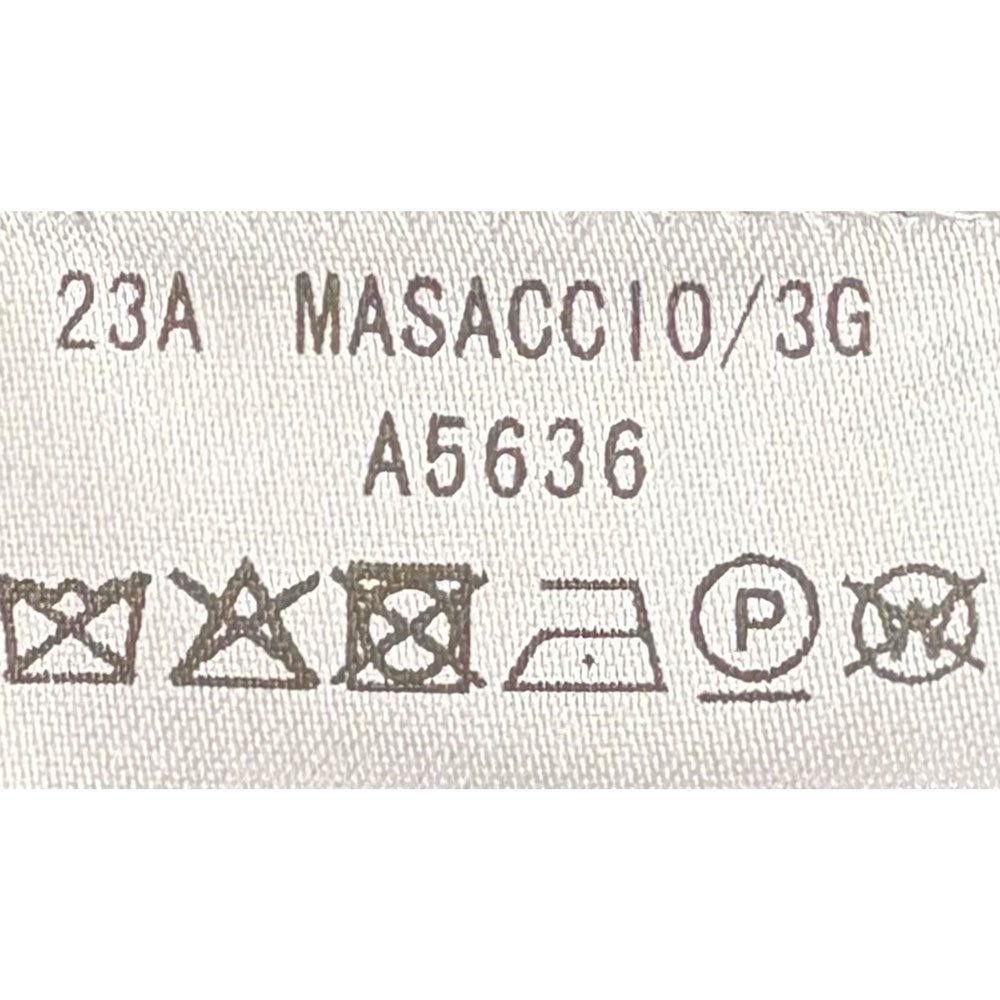 23A MASACCIO/3G
A5636
P
W